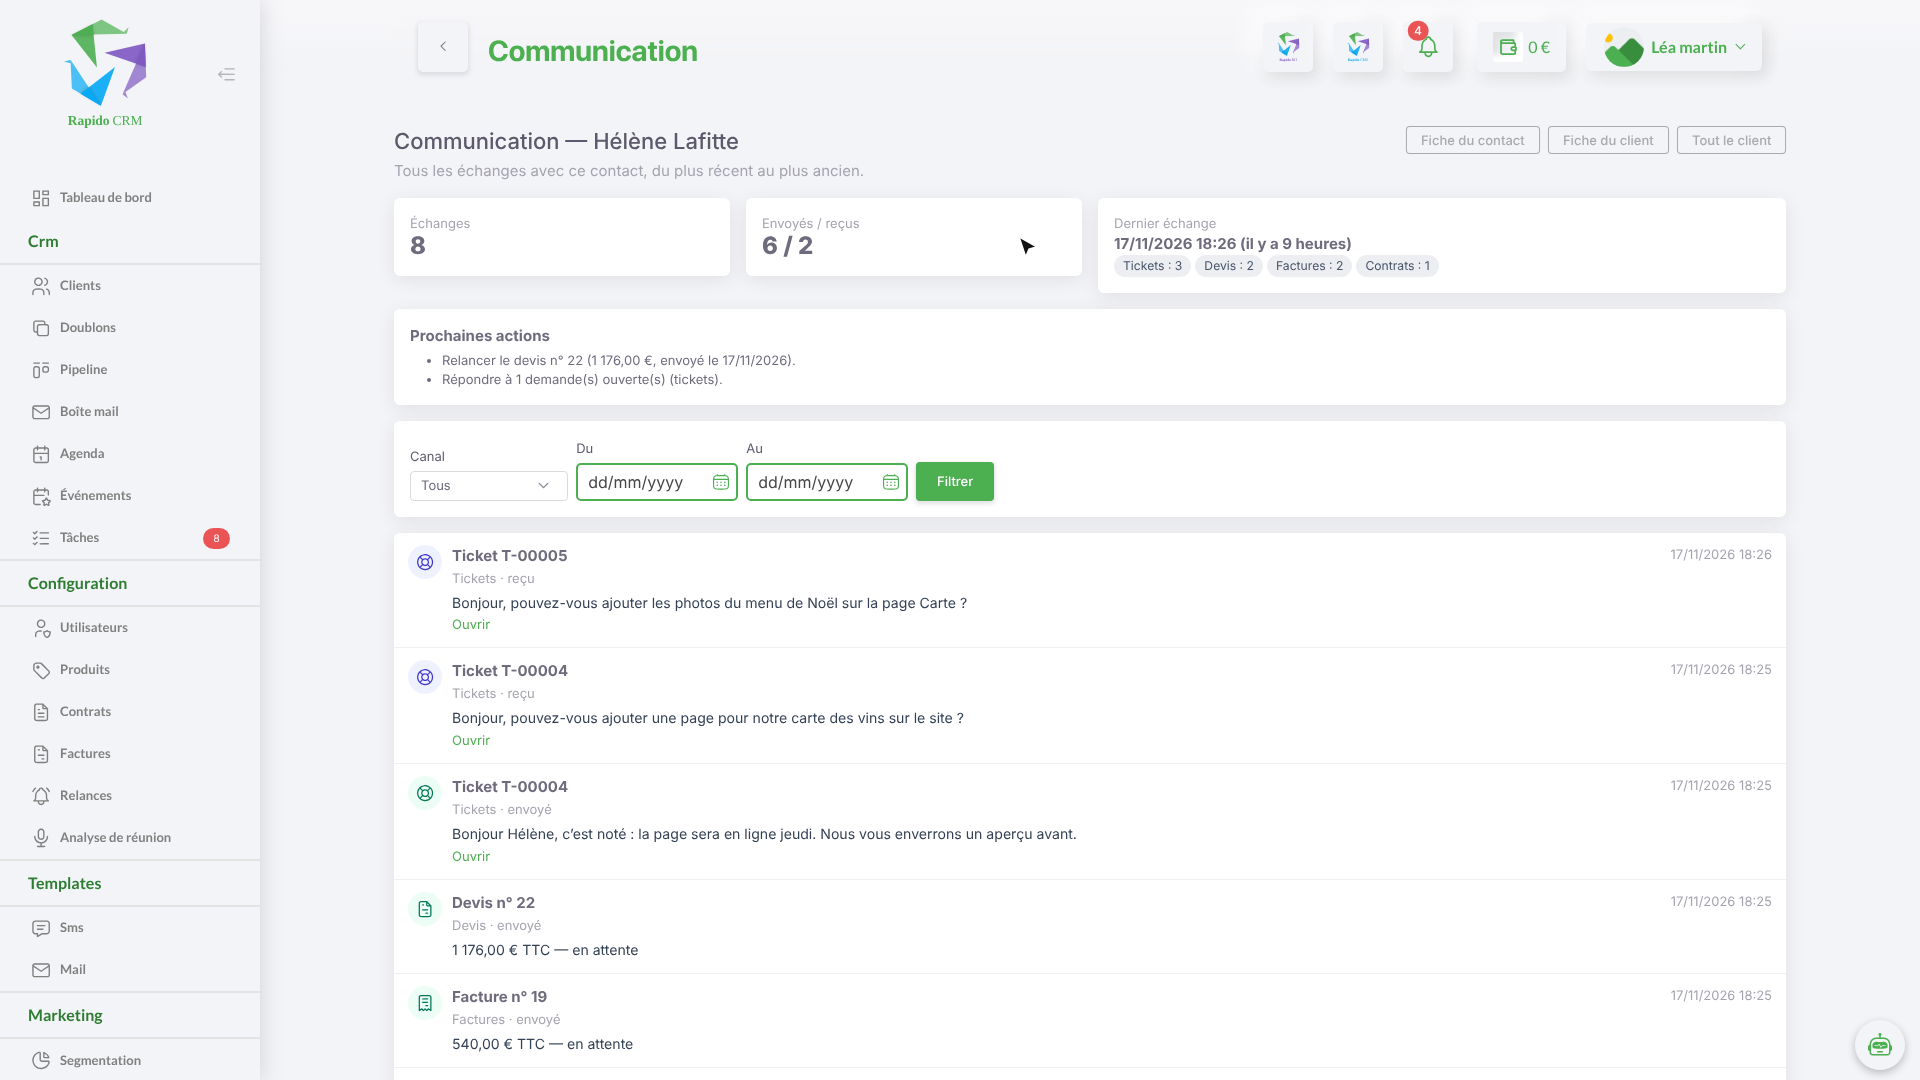 Rapido CRM
Communication
4
0 €
Léa martin
Tableau de bord
Crm
Clients
Doublons
Pipeline
Boîte mail
Agenda
Événements
Tâches
8
Configuration
Utilisateurs
Produits
Contrats
Factures
Relances
Analyse de réunion
Templates
Sms
Mail
Marketing
Segmentation
Communication — Hélène Lafitte
Tous les échanges avec ce contact, du plus récent au plus ancien.
Fiche du contact
Fiche du client
Tout le client
Échanges
8
Envoyés / reçus
6 / 2
Dernier échange
17/11/2026 18:26 (il y a 9 heures)
Tickets : 3
Devis : 2
Factures : 2
Contrats : 1
Prochaines actions
• Relancer le devis n° 22 (1 176,00 €, envoyé le 17/11/2026).
• Répondre à 1 demande(s) ouverte(s) (tickets).
Canal
Tous
Du
dd/mm/yyyy
Au
dd/mm/yyyy
Filtrer
Ticket T-00005
17/11/2026 18:26
Tickets · reçu
Bonjour, pouvez-vous ajouter les photos du menu de Noël sur la page Carte ?
Ouvrir
Ticket T-00004
17/11/2026 18:25
Tickets · reçu
Bonjour, pouvez-vous ajouter une page pour notre carte des vins sur le site ?
Ouvrir
Ticket T-00004
17/11/2026 18:25
Tickets · envoyé
Bonjour Hélène, c’est noté : la page sera en ligne jeudi. Nous vous enverrons un aperçu avant.
Ouvrir
Devis n° 22
17/11/2026 18:25
Devis · envoyé
1 176,00 € TTC — en attente
Facture n° 19
17/11/2026 18:25
Factures · envoyé
540,00 € TTC — en attente